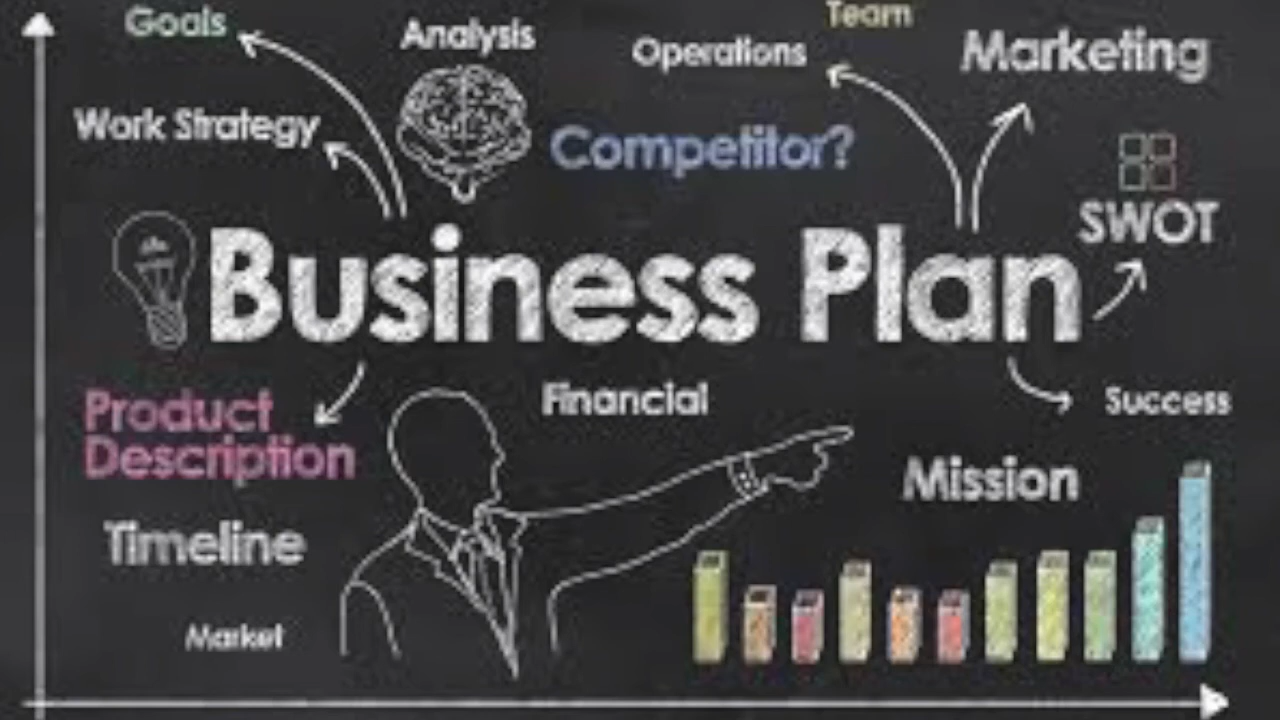 Goals
Analysis
Operations
Team
Marketing
Work Strategy
Competitor?
SWOT
Business Plan
Product
Description
Financial
Success
Mission
Timeline
Market